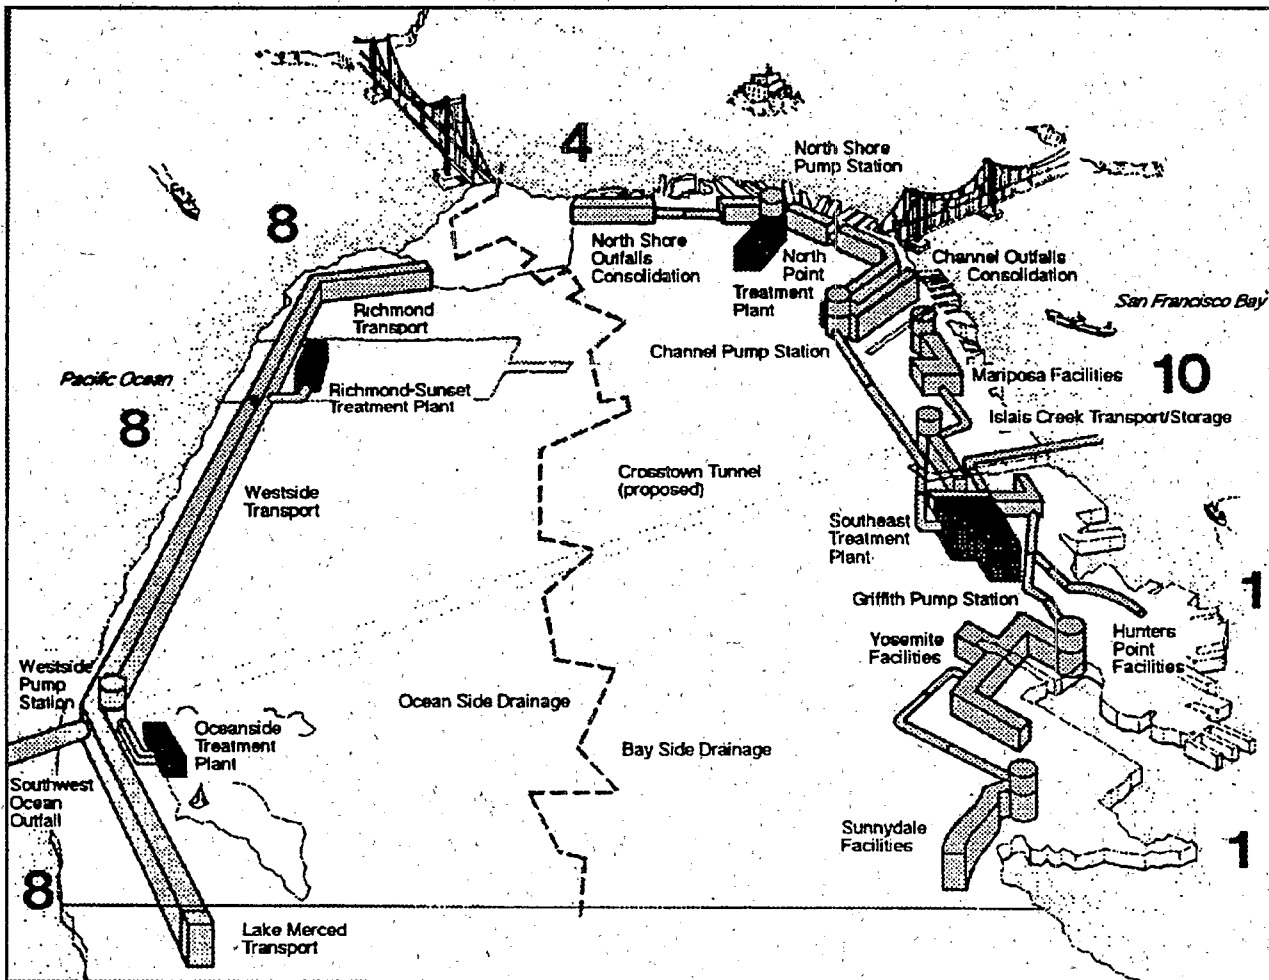 4
North Shore
Pump Station
8
North Shore
Outfalls
Consolidation
North
Point
Treatment
Plant
Channel Outfalls
Consolidation
San Francisco Bay
Richmond
Transport
Channel Pump Station
10
Mariposa Facilities
Pacific Ocean
Richmond-Sunset
Treatment Plant
8
Islais Creek Transport/Storage
Crosstown Tunnel
(proposed)
Westside
Transport
Southeast
Treatment
Plant
1
Griffith Pump Station
Yosemite
Facilities
Hunters
Point
Facilities
Westside
Pump
Station
Ocean Side Drainage
Oceanside
Treatment
Plant
Bay Side Drainage
Southwest
Ocean
Outfall
Sunnydale
Facilities
1
8
Lake Merced
Transport